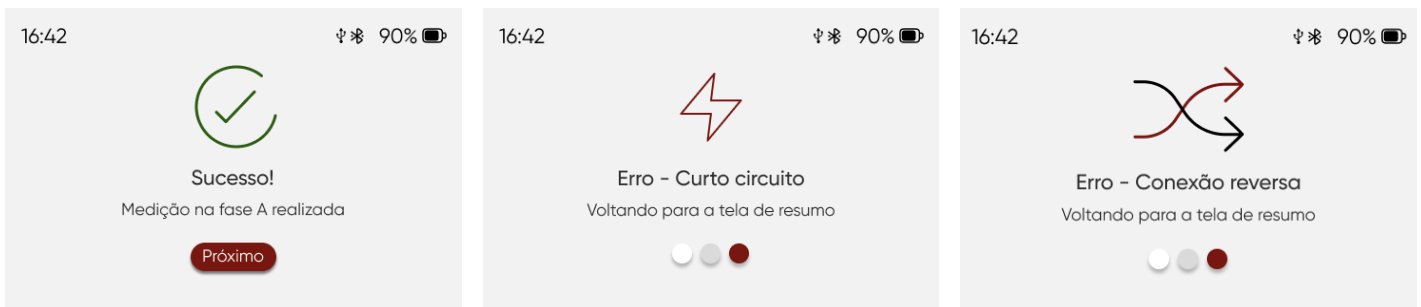 16:42 90%
Sucesso!
Medição na fase A realizada
Próximo
16:42 90%
Erro - Curto circuito
Voltando para a tela de resumo
16:42 90%
Erro - Conexão reversa
Voltando para a tela de resumo